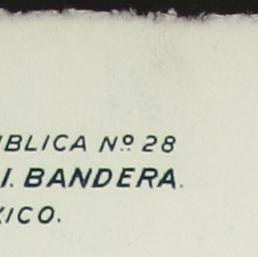 BLICA Nº 28
I. BANDERA.
XICO.